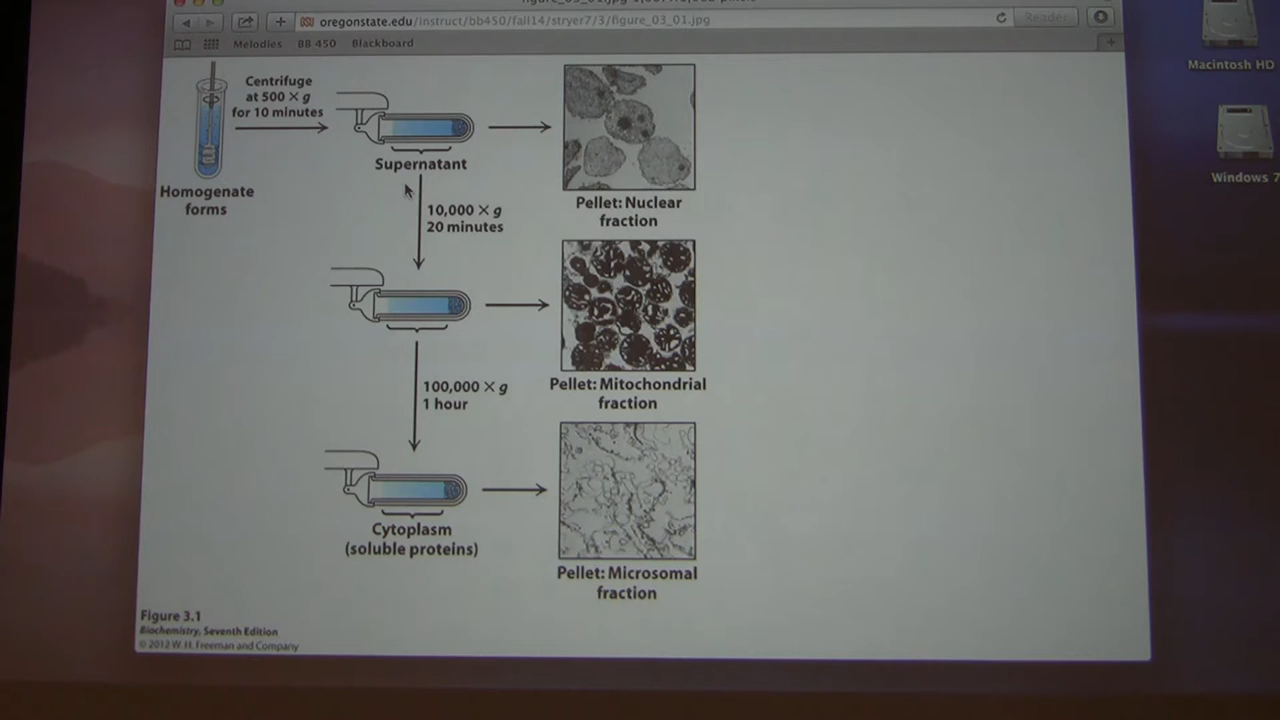 oregonstate.edu/instruct/bb450/fall14/stryer7/3/figure_03_01.jpg
Reader
Melodies BB 450 Blackboard
Macintosh HD
Windows 7
Centrifuge
at 500 × g
for 10 minutes
Supernatant
Homogenate
forms
Pellet: Nuclear
fraction
10,000 × g
20 minutes
Pellet: Mitochondrial
fraction
100,000 × g
1 hour
Cytoplasm
(soluble proteins)
Pellet: Microsomal
fraction
Figure 3.1
Biochemistry, Seventh Edition
© 2012 W. H. Freeman and Company